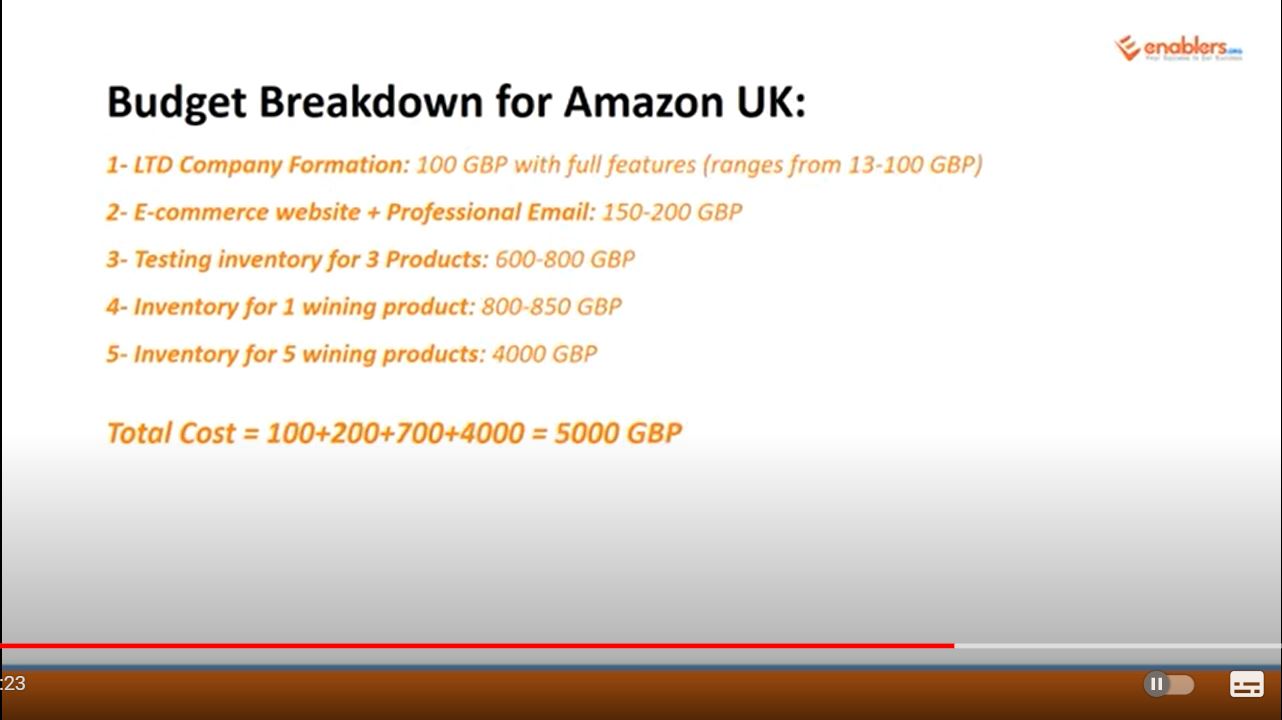 enablers.ORG
Budget Breakdown for Amazon UK:
1- LTD Company Formation: 100 GBP with full features (ranges from 13-100 GBP)
2- E-commerce website + Professional Email: 150-200 GBP
3- Testing inventory for 3 Products: 600-800 GBP
4- Inventory for 1 wining product: 800-850 GBP
5- Inventory for 5 wining products: 4000 GBP
Total Cost = 100+200+700+4000 = 5000 GBP
:23